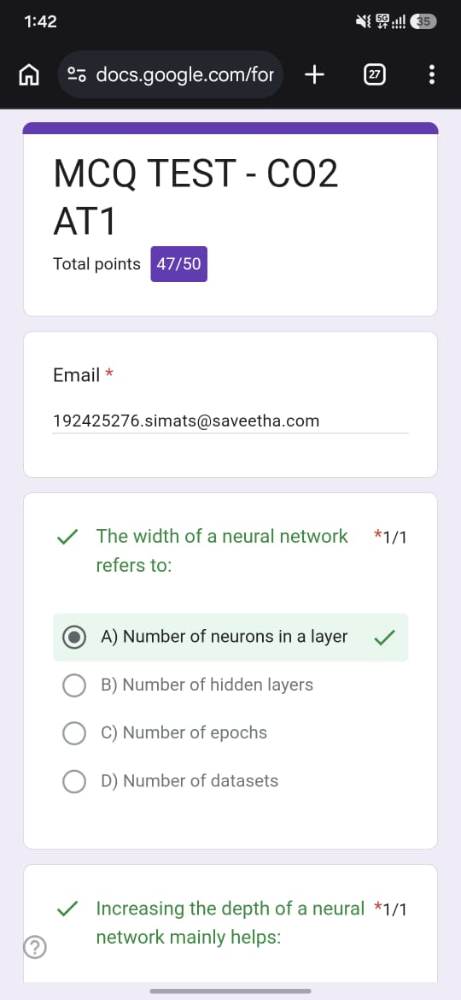 1:42
5G
35
docs.google.com/for
27
MCQ TEST - CO2
AT1
Total points 47/50
Email *
192425276.simats@saveetha.com
The width of a neural network *1/1
refers to:
A) Number of neurons in a layer
B) Number of hidden layers
C) Number of epochs
D) Number of datasets
Increasing the depth of a neural *1/1
network mainly helps:
?